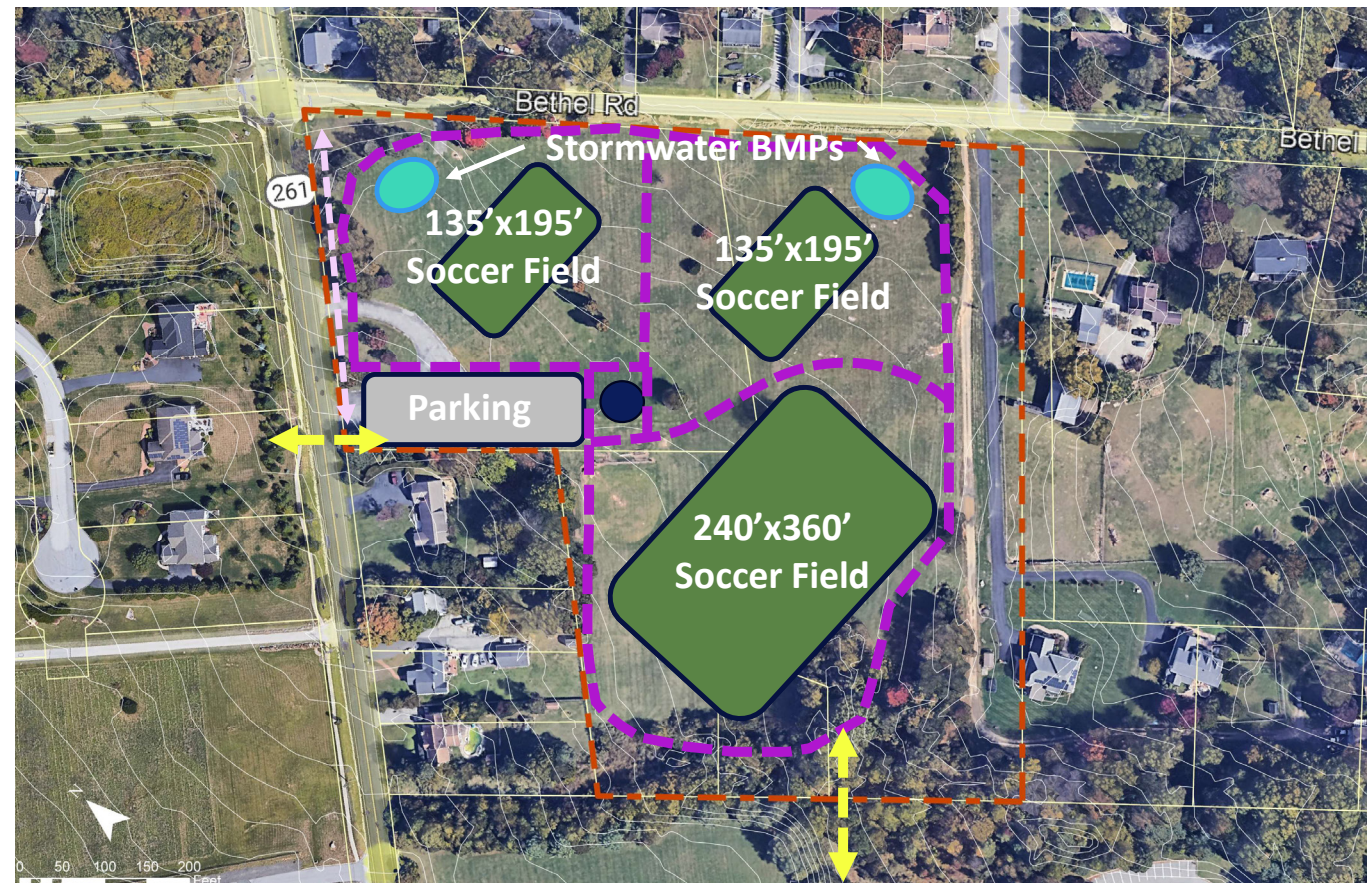 Bethel Rd
Bethel
Stormwater BMPs
261
135’x195’
Soccer Field
135’x195’
Soccer Field
Parking
240’x360’
Soccer Field
N
0 50 100 150 200
Feet